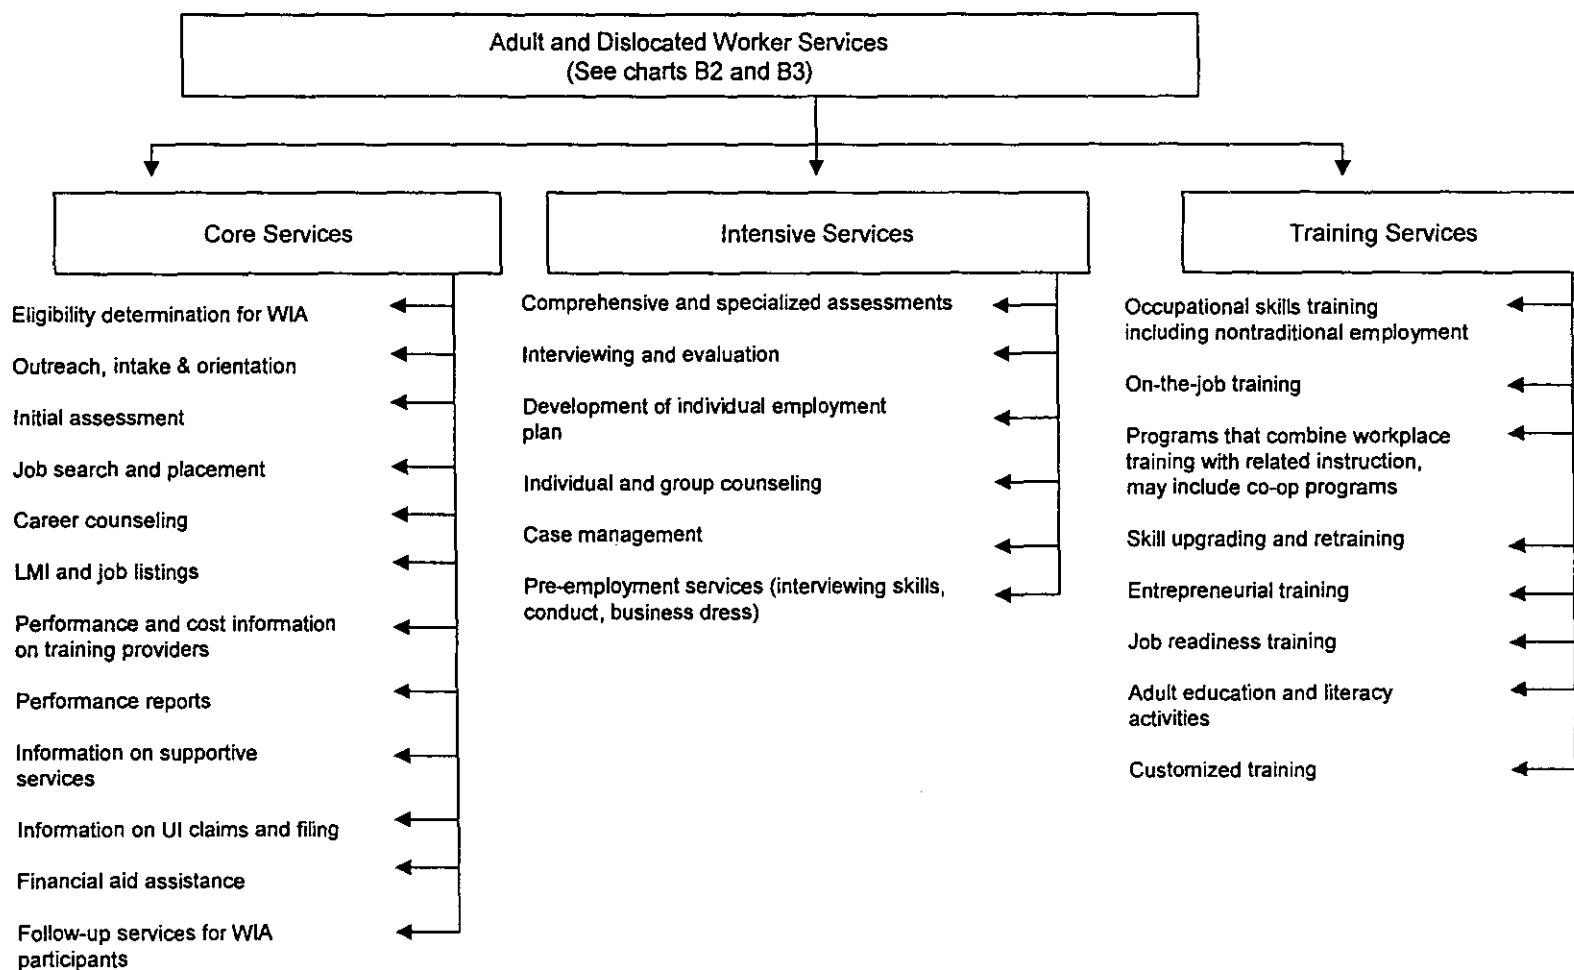 Adult and Dislocated Worker Services
(See charts B2 and B3)
Core Services
Eligibility determination for WIA
Outreach, intake & orientation
Initial assessment
Job search and placement
Career counseling
LMI and job listings
Performance and cost information
on training providers
Performance reports
Information on supportive
services
Information on UI claims and filing
Financial aid assistance
Follow-up services for WIA
participants
Intensive Services
Comprehensive and specialized assessments
Interviewing and evaluation
Development of individual employment
plan
Individual and group counseling
Case management
Pre-employment services (interviewing skills,
conduct, business dress)
Training Services
Occupational skills training
including nontraditional employment
On-the-job training
Programs that combine workplace
training with related instruction,
may include co-op programs
Skill upgrading and retraining
Entrepreneurial training
Job readiness training
Adult education and literacy
activities
Customized training